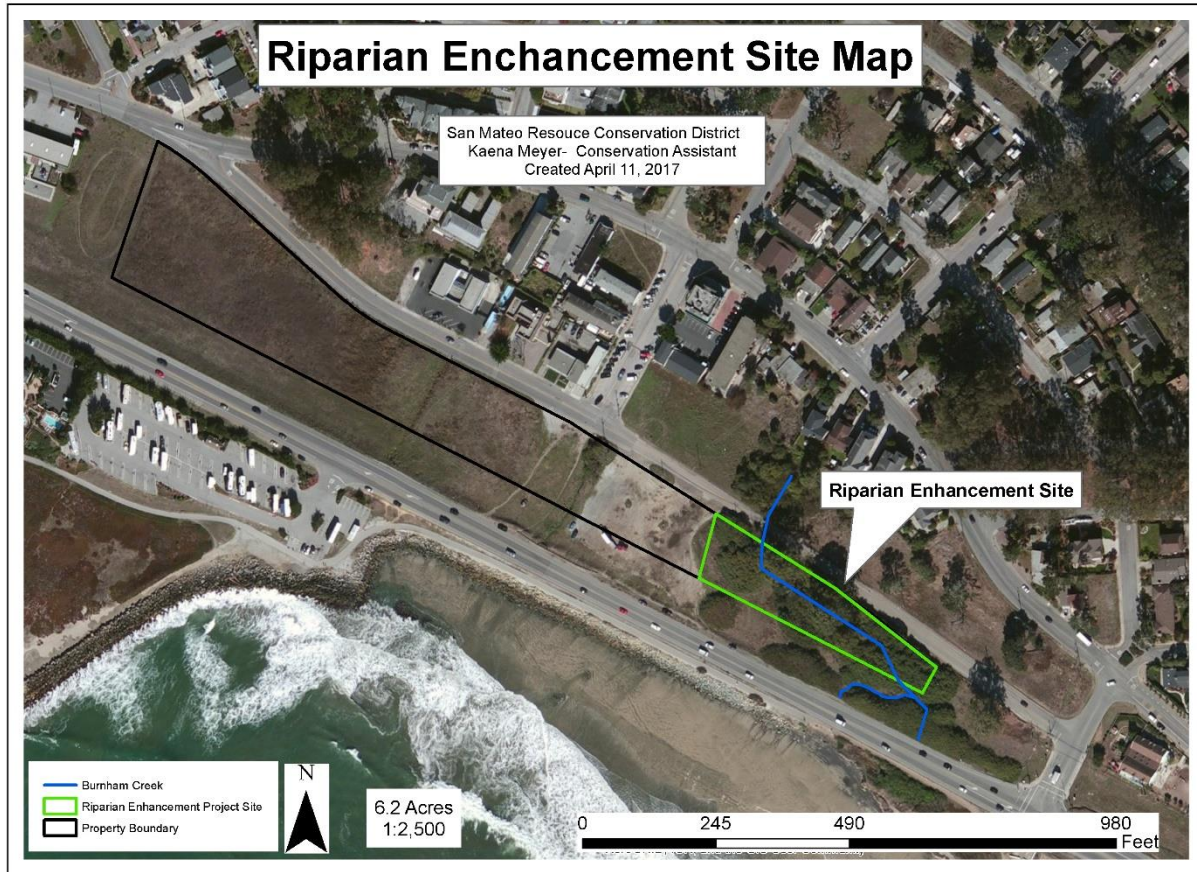 Riparian Enchancement Site Map
San Mateo Resouce Conservation District
Kaena Meyer- Conservation Assistant
Created April 11, 2017
Riparian Enhancement Site
Burnham Creek
Riparian Enhancement Project Site
Property Boundary
N
6.2 Acres
1:2,500
0 245 490 980
Feet